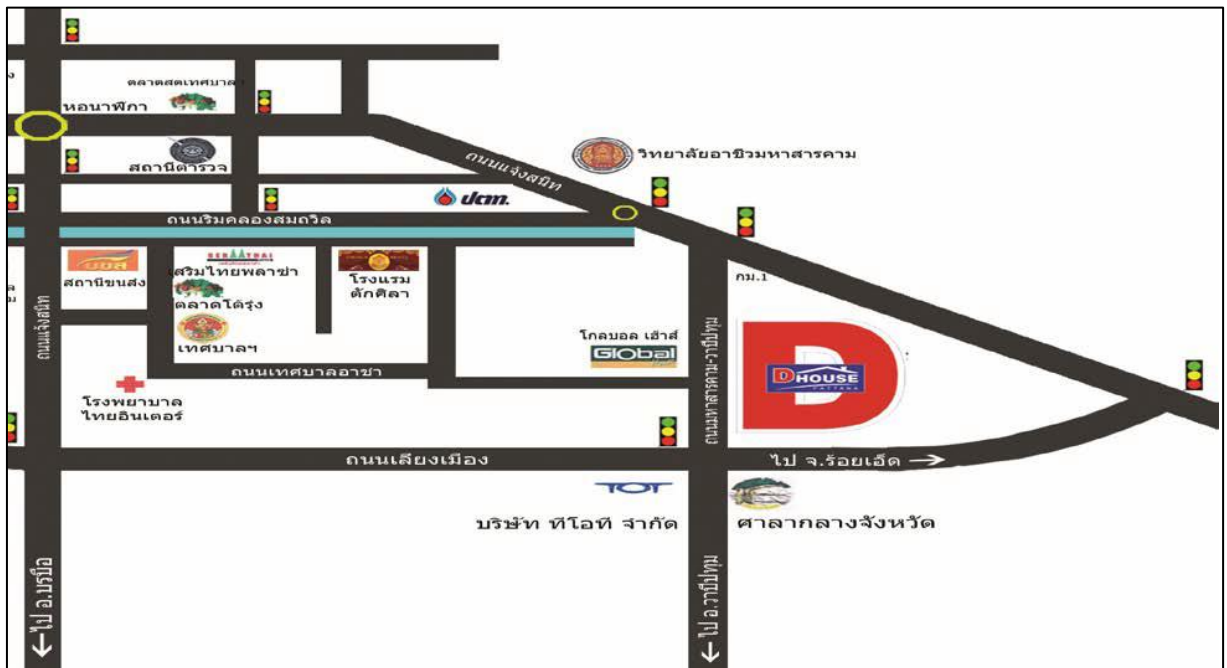 ตลาดสดเทศบาลฯ
หอนาฬิกา
สถานีตำรวจ
ถนนแจ้งสนิท
วิทยาลัยอาชีวมหาสารคาม
ปตท.
ถนนริมคลองสมถวิล
บขส
สถานีขนส่ง
SERMTHAI
เสริมไทยพลาซ่า
ตลาดโต้รุ่ง
เทศบาลฯ
โรงแรม
ตักศิลา
กม.1
ถนนแจ้งสนิท
โกลบอล เฮ้าส์
Global
ถนนมหาสารคาม-วาปีปทุม
D HOUSE
PATTANA
ถนนเทศบาลอาชา
โรงพยาบาล
ไทยอินเตอร์
ถนนเลี่ยงเมือง
ไป จ.ร้อยเอ็ด →
TOT
บริษัท ทีโอที จำกัด
ศาลากลางจังหวัด
←ไป อ.บรบือ
←ไป อ.วาปีปทุม